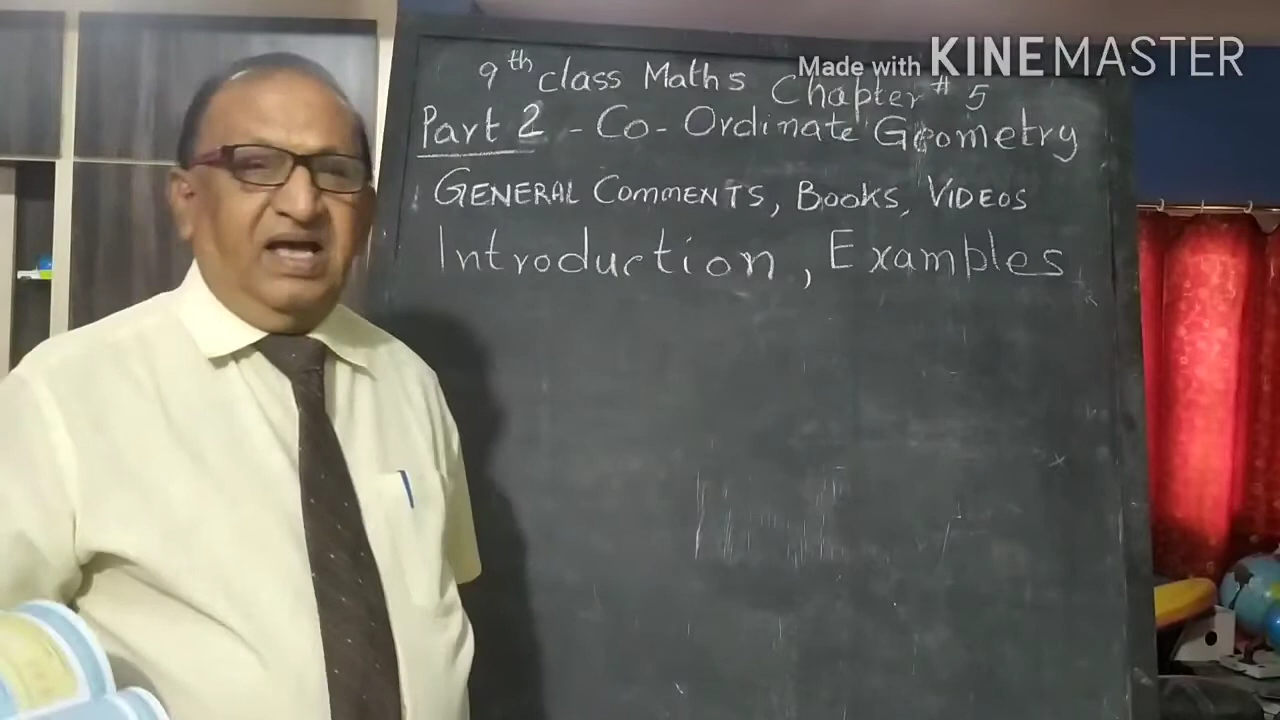 Made with KINEMASTER
9th class Maths Chapter # 5
Part 2 - Co-Ordinate Geometry
GENERAL COMMENTS, BOOKS, VIDEOS
Introduction, Examples